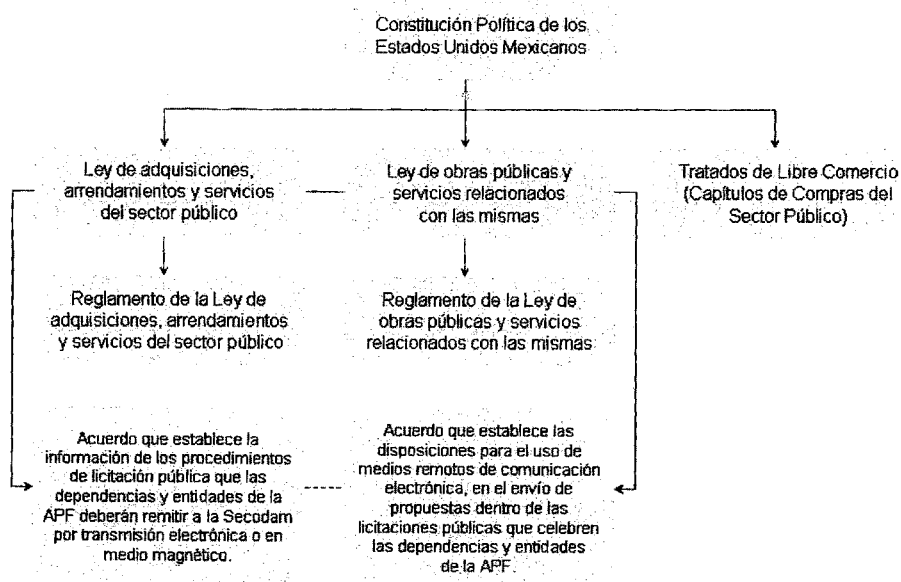 Constitución Política de los
Estados Unidos Mexicanos
Ley de adquisiciones,
arrendamientos y servicios
del sector público
Ley de obras públicas y
servicios relacionados
con las mismas
Tratados de Libre Comercio
(Capítulos de Compras del
Sector Público)
Reglamento de la Ley de
adquisiciones, arrendamientos
y servicios del sector público
Reglamento de la Ley de
obras públicas y servicios
relacionados con las mismas
Acuerdo que establece la
información de los procedimientos
de licitación pública que las
dependencias y entidades de la
APF deberán remitir a la Secodam
por transmisión electrónica o en
medio magnético.
Acuerdo que establece las
disposiciones para el uso de
medios remotos de comunicación
electrónica, en el envío de
propuestas dentro de las
licitaciones públicas que celebren
las dependencias y entidades
de la APF.